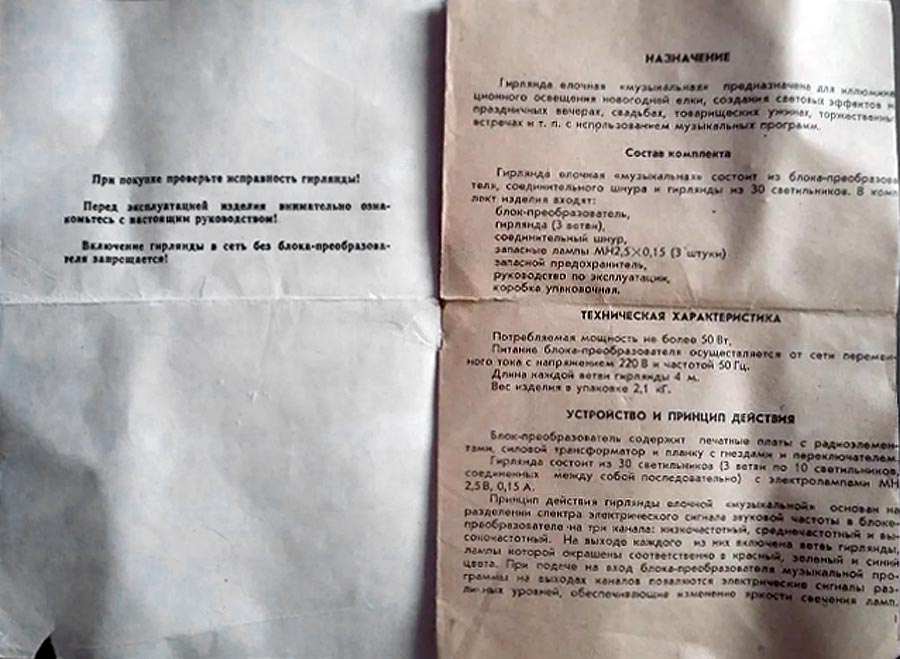 При покупке проверьте исправность гирлянды!
Перед эксплуатацией изделия внимательно озна-
комьтесь с настоящим руководством!
Включение гирлянды в сеть без блока-преобразова-
теля запрещается!
НАЗНАЧЕНИЕ
Гирлянда елочная «музыкальная» предназначена для иллюмина-
ционного освещения новогодней елки, создания световых эффектов н
праздничных вечерах, свадьбах, товарищеских ужинах, торжественных
встречах и т. п. с использованием музыкальных программ.
Состав комплекта
Гирлянда елочная «музыкальная» состоит из блока-преобразова
теля, соединительного шнура и гирлянды из 30 светильников. В комп
лект изделия входят:
блок-преобразователь,
гирлянда (3 ветви),
соединительный шнур,
запасные лампы МН2,5×0,15 (3 штуки)
запасной предохранитель,
руководство по эксплуатации,
коробка упаковочная.
ТЕХНИЧЕСКАЯ ХАРАКТЕРИСТИКА
Потребляемая мощность не более 50 Вт,
Питание блока-преобразователя осуществляется от сети перемен-
ного тока с напряжением 220 В и частотой 50 Гц.
Длина каждой ветви гирлянды 4 м.
Вес изделия в упаковке 2,1 кг.
УСТРОЙСТВО И ПРИНЦИП ДЕЙСТВИЯ
Блок-преобразователь содержит печатные платы с радиоэлемен-
тами, силовой трансформатор и планку с гнездами и переключателем.
Гирлянда состоит из 30 светильников (3 ветви по 10 светильников,
соединенных между собой последовательно) с электролампами МН
2,5 В, 0,15 А.
Принцип действия гирлянды елочной «музыкальной» основан на
разделении спектра электрического сигнала звуковой частоты в блоке-
преобразователе на три канала: низкочастотный, среднечастотный и вы-
сокочастотный. На выходе каждого из них включена ветвь гирлянды,
лампы которой окрашены соответственно в красный, зеленый и синий
цвета. При подаче на вход блока-преобразователя музыкальной про-
граммы на выходах каналов появляются электрические сигналы раз-
личных уровней, обеспечивающие изменение яркости свечения ламп.
1